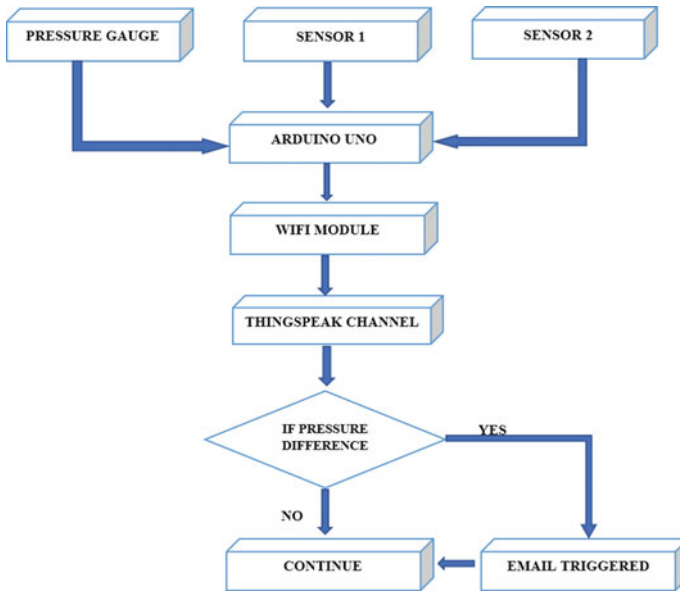 PRESSURE GAUGE
SENSOR 1
SENSOR 2
ARDUINO UNO
WIFI MODULE
THINGSPEAK CHANNEL
IF PRESSURE
DIFFERENCE
YES
NO
CONTINUE
EMAIL TRIGGERED